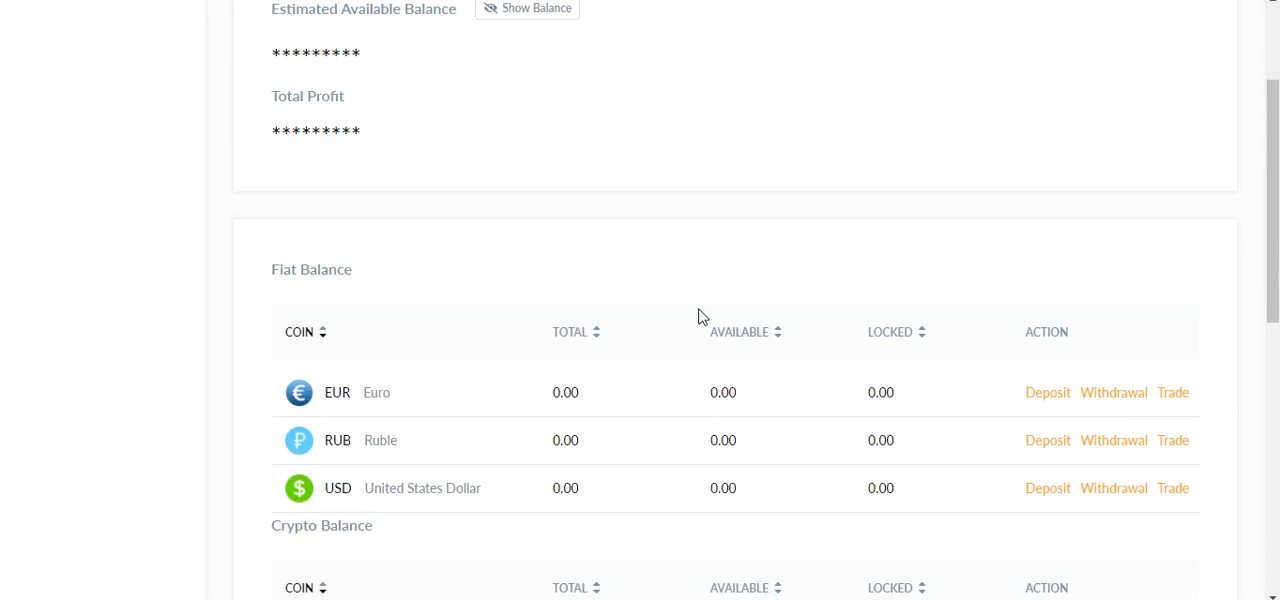 Estimated Available Balance Show Balance
*********
Total Profit
*********
Fiat Balance
COIN TOTAL AVAILABLE LOCKED ACTION
€ EUR Euro 0.00 0.00 0.00 Deposit Withdrawal Trade
₽ RUB Ruble 0.00 0.00 0.00 Deposit Withdrawal Trade
$ USD United States Dollar 0.00 0.00 0.00 Deposit Withdrawal Trade
Crypto Balance
COIN TOTAL AVAILABLE LOCKED ACTION